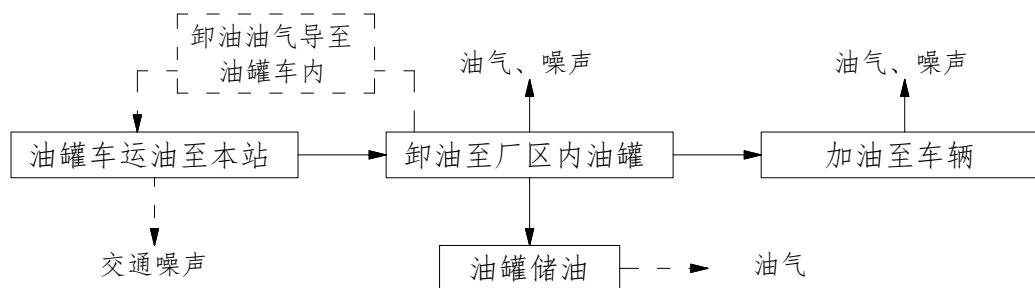 卸油油气导至
油罐车内
油气、噪声
油气、噪声
油罐车运油至本站
卸油至厂区内油罐
加油至车辆
交通噪声
油罐储油
油气